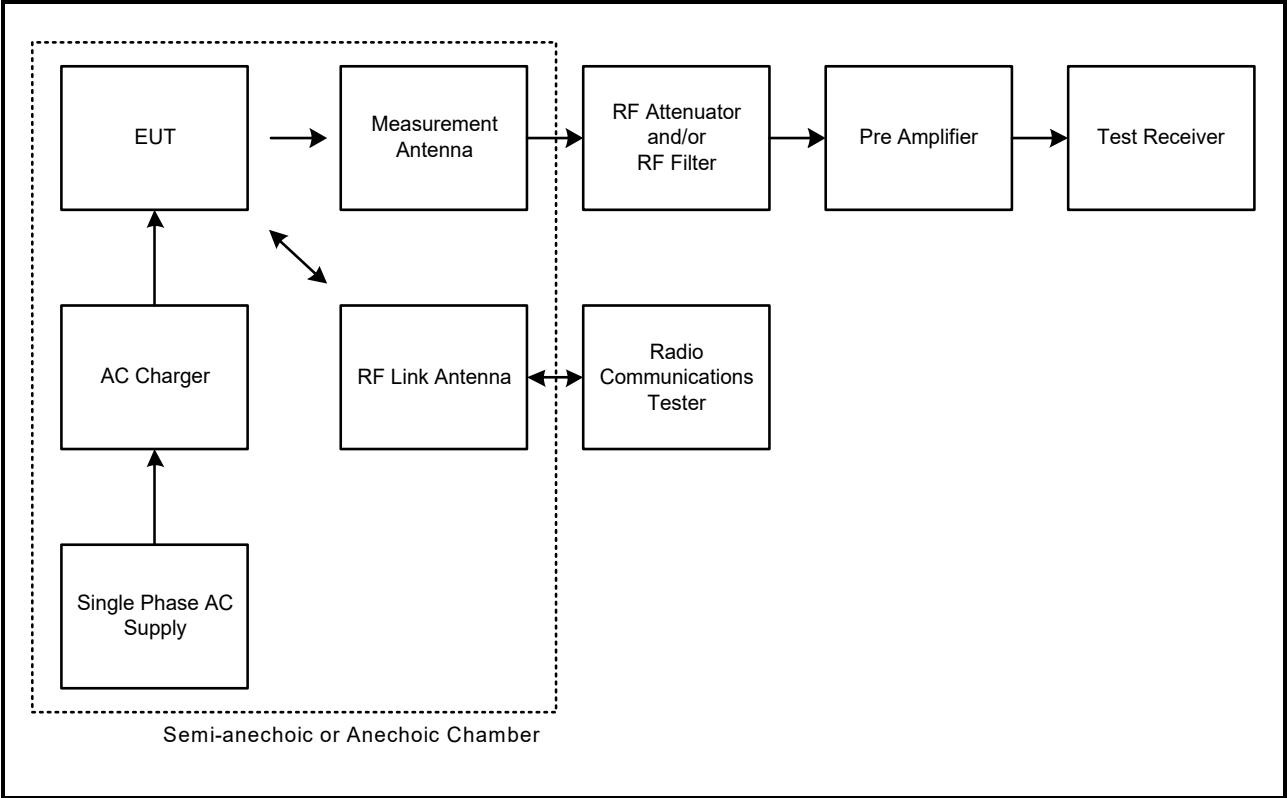 EUT
Measurement
Antenna
RF Attenuator
and/or
RF Filter
Pre Amplifier
Test Receiver
AC Charger
RF Link Antenna
Radio
Communications
Tester
Single Phase AC
Supply
Semi-anechoic or Anechoic Chamber